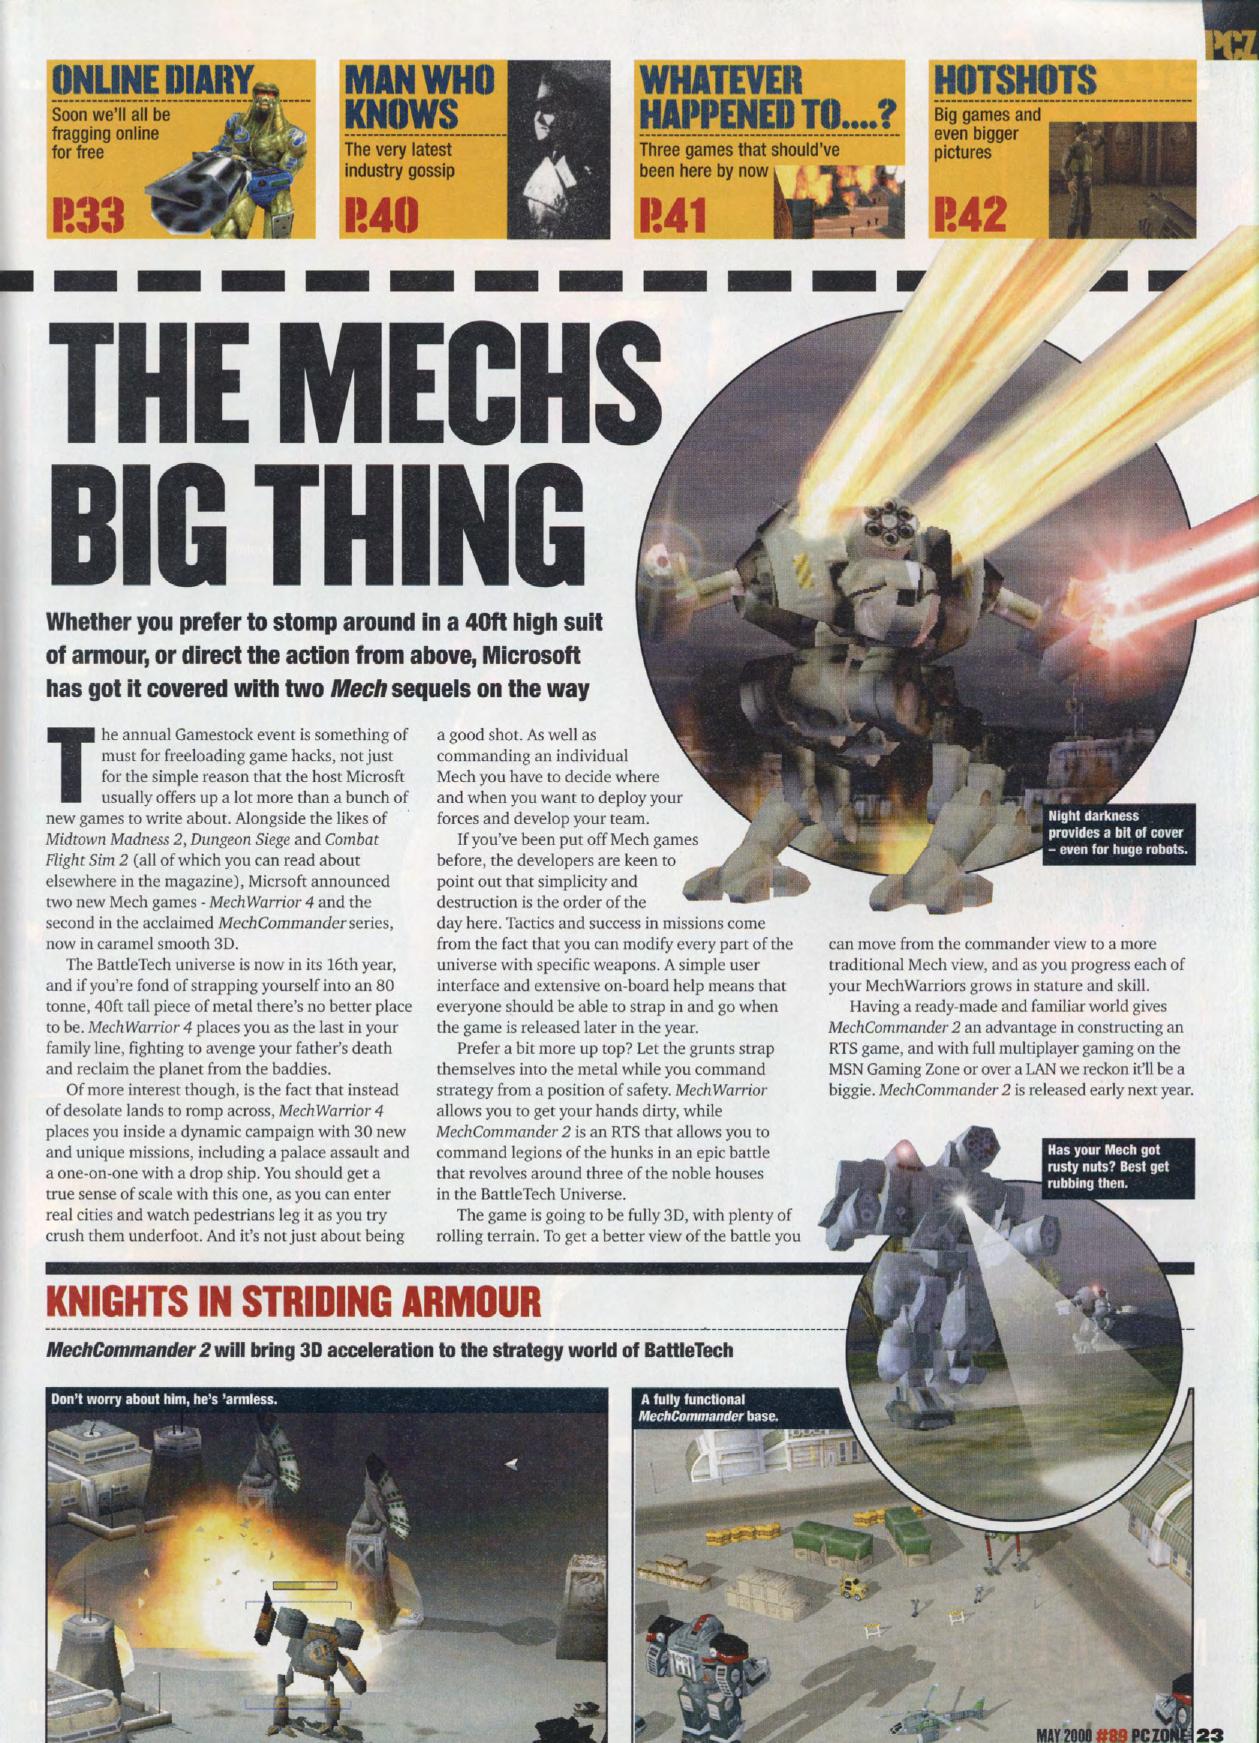 PCZ
ONLINE DIARY
Soon we'll all be
fragging online
for free
P.33
MAN WHO
KNOWS
The very latest
industry gossip
P.40
WHATEVER
HAPPENED TO....?
Three games that should've
been here by now
P.41
HOTSHOTS
Big games and
even bigger
pictures
P.42
THE MECHS
BIG THING
Whether you prefer to stomp around in a 40ft high suit
of armour, or direct the action from above, Microsoft
has got it covered with two Mech sequels on the way
The annual Gamestock event is something of
must for freeloading game hacks, not just
for the simple reason that the host Microsft
usually offers up a lot more than a bunch of
new games to write about. Alongside the likes of
Midtown Madness 2, Dungeon Siege and Combat
Flight Sim 2 (all of which you can read about
elsewhere in the magazine), Micrsoft announced
two new Mech games - MechWarrior 4 and the
second in the acclaimed MechCommander series,
now in caramel smooth 3D.
The BattleTech universe is now in its 16th year,
and if you're fond of strapping yourself into an 80
tonne, 40ft tall piece of metal there's no better place
to be. MechWarrior 4 places you as the last in your
family line, fighting to avenge your father's death
and reclaim the planet from the baddies.
Of more interest though, is the fact that instead
of desolate lands to romp across, MechWarrior 4
places you inside a dynamic campaign with 30 new
and unique missions, including a palace assault and
a one-on-one with a drop ship. You should get a
true sense of scale with this one, as you can enter
real cities and watch pedestrians leg it as you try
crush them underfoot. And it's not just about being
a good shot. As well as
commanding an individual
Mech you have to decide where
and when you want to deploy your
forces and develop your team.
If you've been put off Mech games
before, the developers are keen to
point out that simplicity and
destruction is the order of the
day here. Tactics and success in missions come
from the fact that you can modify every part of the
universe with specific weapons. A simple user
interface and extensive on-board help means that
everyone should be able to strap in and go when
the game is released later in the year.
Prefer a bit more up top? Let the grunts strap
themselves into the metal while you command
strategy from a position of safety. MechWarrior
allows you to get your hands dirty, while
MechCommander 2 is an RTS that allows you to
command legions of the hunks in an epic battle
that revolves around three of the noble houses
in the BattleTech Universe.
The game is going to be fully 3D, with plenty of
rolling terrain. To get a better view of the battle you
Night darkness
provides a bit of cover
– even for huge robots.
can move from the commander view to a more
traditional Mech view, and as you progress each of
your MechWarriors grows in stature and skill.
Having a ready-made and familiar world gives
MechCommander 2 an advantage in constructing an
RTS game, and with full multiplayer gaming on the
MSN Gaming Zone or over a LAN we reckon it'll be a
biggie. MechCommander 2 is released early next year.
Has your Mech got
rusty nuts? Best get
rubbing then.
KNIGHTS IN STRIDING ARMOUR
MechCommander 2 will bring 3D acceleration to the strategy world of BattleTech
Don't worry about him, he's 'armless.
A fully functional
MechCommander base.
MAY 2000 #89 PC ZONE 23